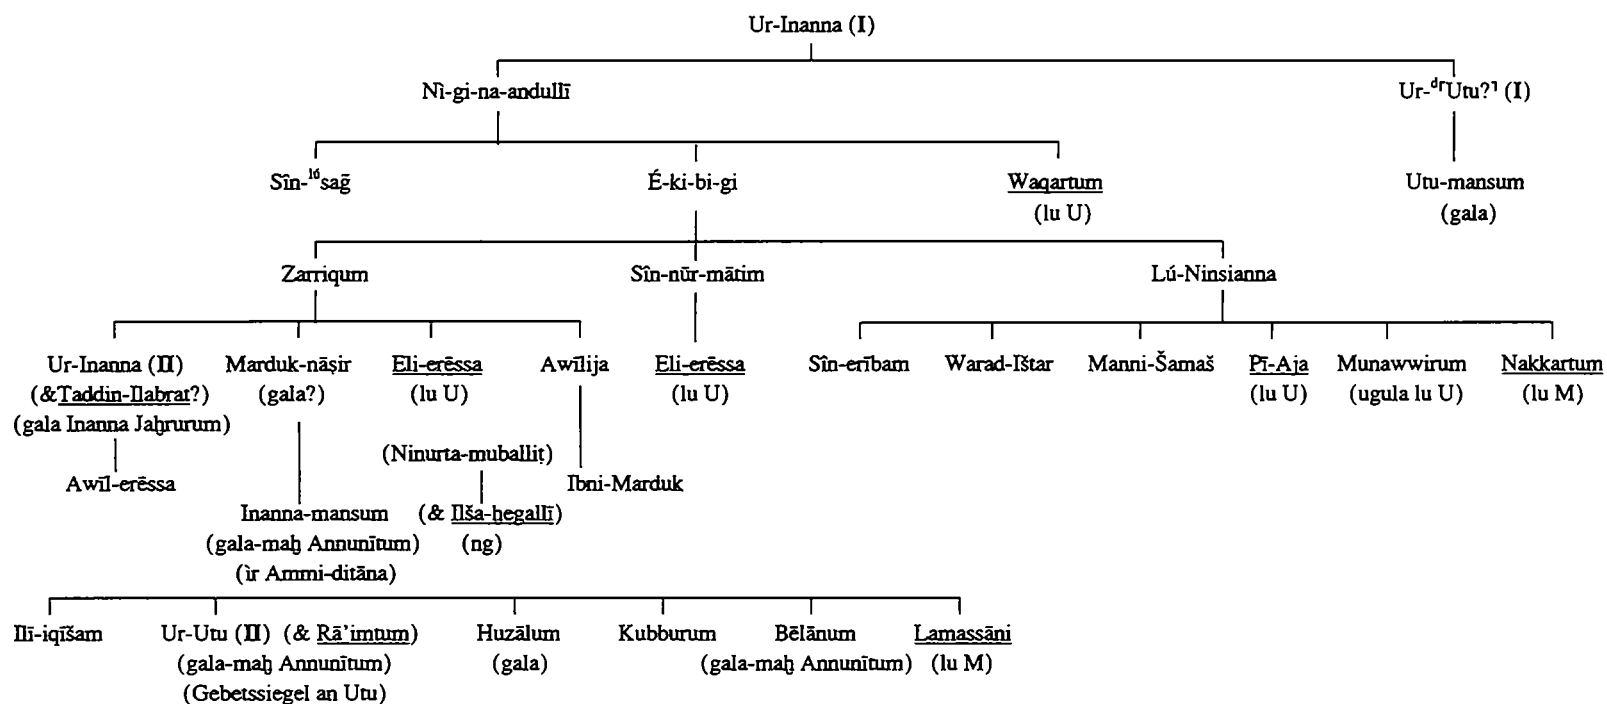 Ur-Inanna (I)
Nì-gi-na-andullī Ur-ᵈ⸢Utu?⸣ (I)
Sîn-ˡúsag̃ É-ki-bi-gi Waqartum Utu-mansum
(lu U) (gala)
Zarriqum Sîn-nūr-mātim Lú-Ninsianna
Ur-Inanna (II) Marduk-nāṣir Eli-erēssa Awīlija Eli-erēssa Sîn-erībam Warad-Ištar Manni-Šamaš Pī-Aja Munawwirum Nakkartum
(&Taddin-Ilabrat?) (gala?) (lu U) (lu U) (lu U) (ugula lu U) (lu M)
(gala Inanna Jaḫrurum)
(Ninurta-muballiṭ)
Awīl-erēssa Ibni-Marduk
Inanna-mansum (& Ilša-ḫegallī)
(gala-maḫ Annunītum) (ng)
(ìr Ammi-ditāna)
Ilī-iqīšam Ur-Utu (II) (& Rā'imtum) Huzālum Kubburum Bēlānum Lamassāni
(gala-maḫ Annunītum) (gala) (gala-maḫ Annunītum) (lu M)
(Gebetssiegel an Utu)